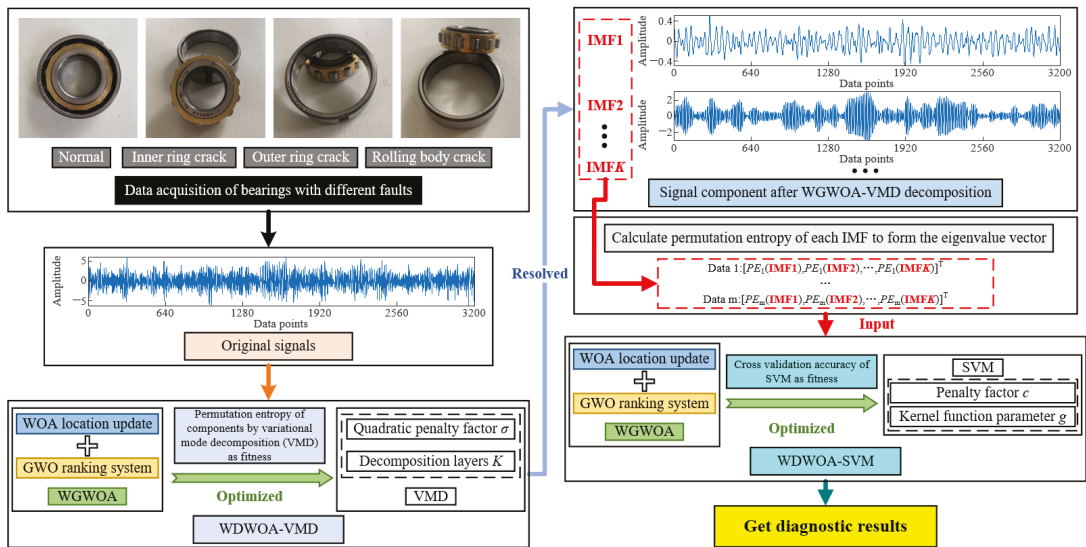 Normal
Inner ring crack
Outer ring crack
Rolling body crack
Data acquisition of bearings with different faults
Amplitude
5
0
−5
0
640
1280
1920
2560
3200
Data points
Original signals
WOA location update
GWO ranking system
WGWOA
Permutation entropy of
components by variational
mode decomposition (VMD)
as fitness
Optimized
Quadratic penalty factor σ
Decomposition layers K
VMD
WDWOA-VMD
Resolved
IMF1
IMF2
IMFK
Amplitude
0.4
0
−0.4
0
640
1280
1920
2560
3200
Data points
Amplitude
2
0
−2
0
640
1280
1920
2560
3200
Data points
Signal component after WGWOA-VMD decomposition
Calculate permutation entropy of each IMF to form the eigenvalue vector
Data 1:[PE₁(IMF1),PE₁(IMF2),⋯,PE₁(IMFK)]ᵀ
...
Data m:[PEₘ(IMF1),PEₘ(IMF2),⋯,PEₘ(IMFK)]ᵀ
Input
WOA location update
GWO ranking system
WGWOA
Cross validation accuracy of
SVM as fitness
Optimized
SVM
Penalty factor c
Kernel function parameter g
WDWOA-SVM
Get diagnostic results